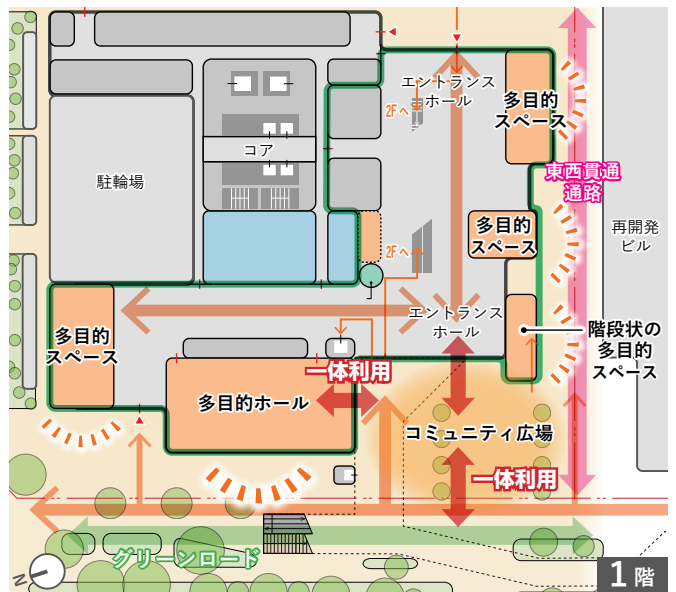 エントランス
ホール
2Fへ
多目的
スペース
コア
駐輪場
東西貫通
通路
再開発
ビル
多目的
スペース
2Fへ
エントランス
ホール
多目的
スペース
階段状の
多目的
スペース
一体利用
多目的ホール
コミュニティ広場
一体利用
グリーンロード
N
1階